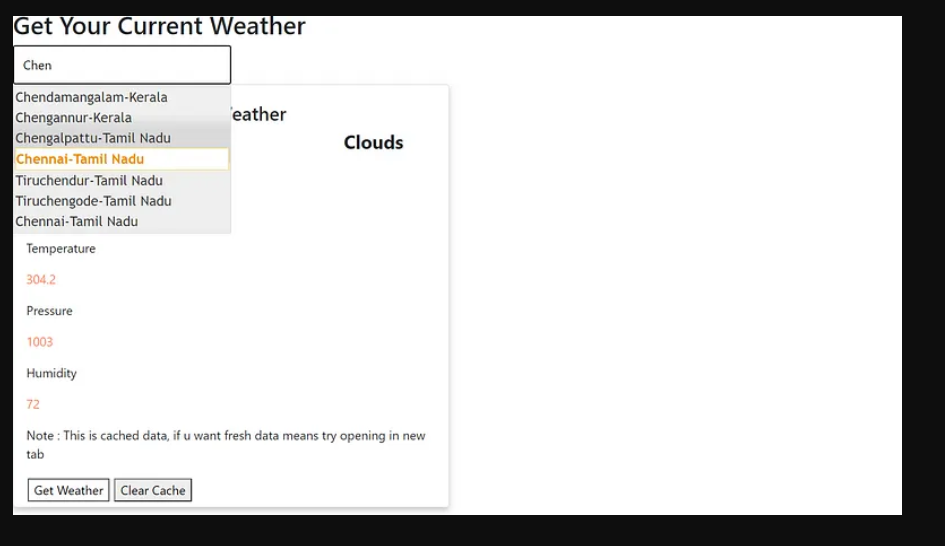 Get Your Current Weather
Chen
Chendamangalam-Kerala
Chengannur-Kerala
eather
Chengalpattu-Tamil Nadu
Clouds
Chennai-Tamil Nadu
Tiruchendur-Tamil Nadu
Tiruchengode-Tamil Nadu
Chennai-Tamil Nadu
Temperature
304.2
Pressure
1003
Humidity
72
Note : This is cached data, if u want fresh data means try opening in new
tab
Get Weather Clear Cache